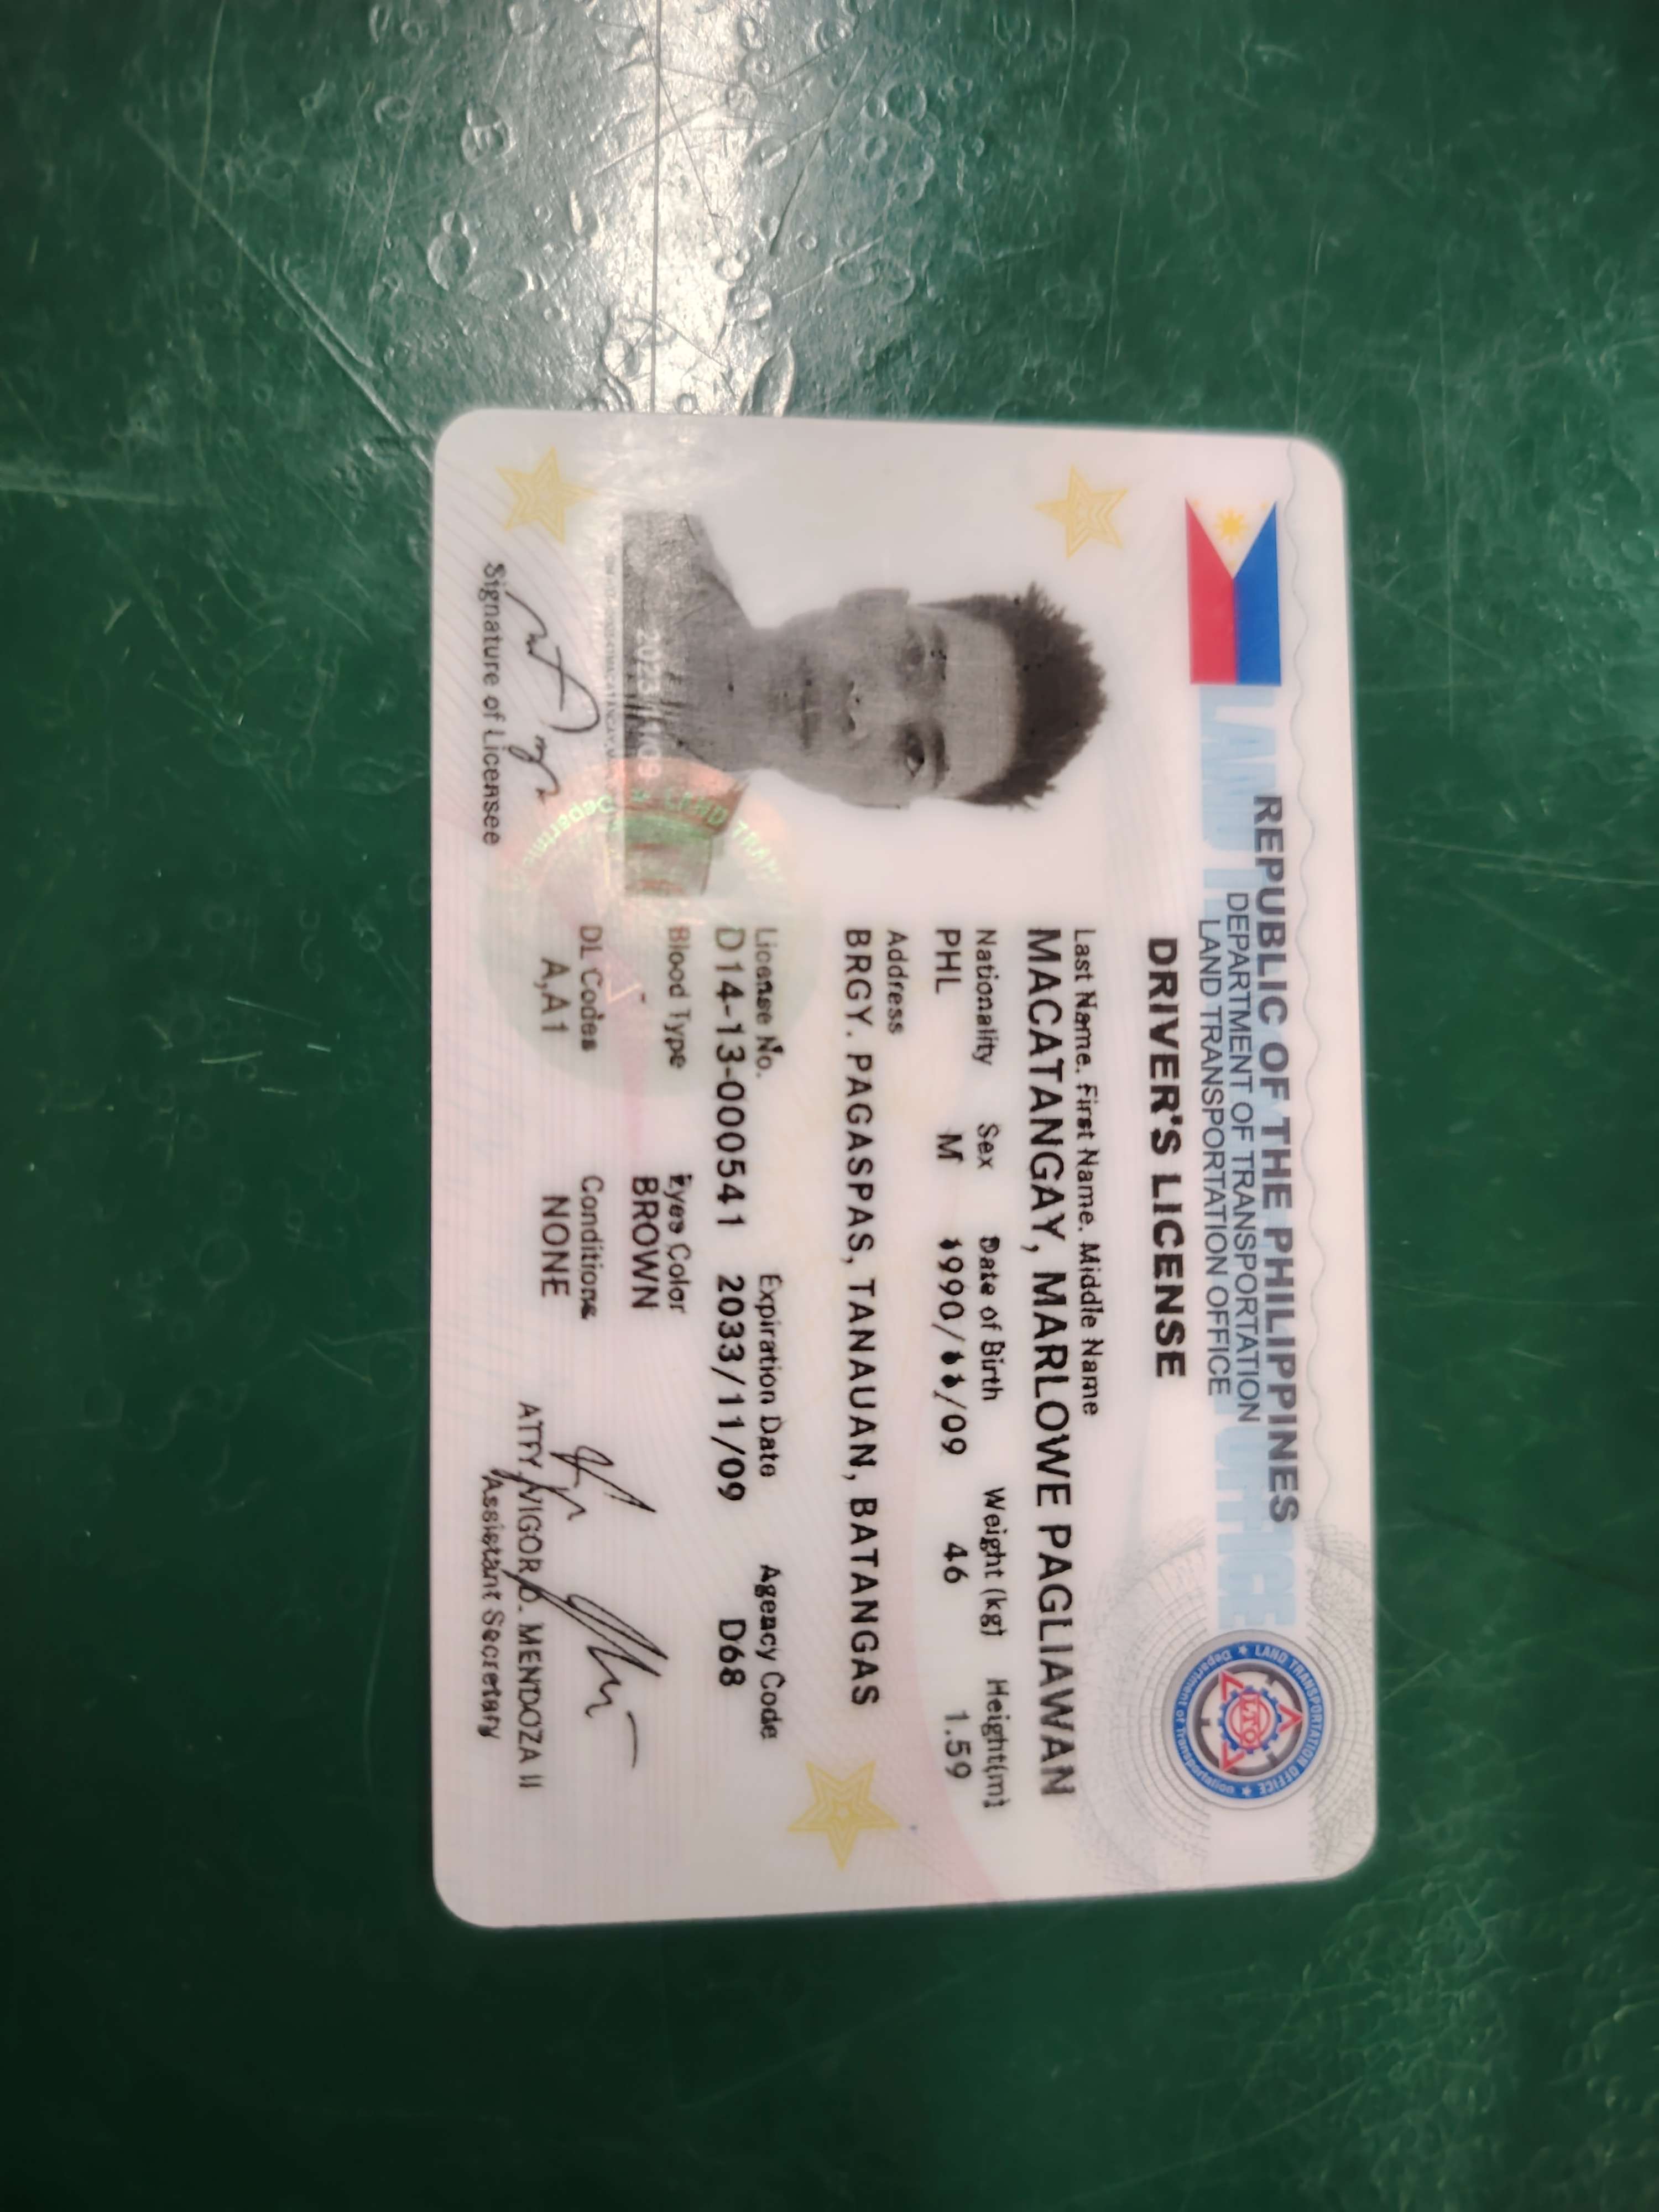 REPUBLIC OF THE PHILIPPINES
DEPARTMENT OF TRANSPORTATION
LAND TRANSPORTATION OFFICE
DRIVER'S LICENSE
Last Name. First Name. Middle Name
MACATANGAY, MARLOWE PAGLIAWAN
Nationality Sex Date of Birth Weight (kg) Height(m)
PHL M 1990/11/09 46 1.59
Address
BRGY. PAGASPAS, TANAUAN, BATANGAS
License No. Expiration Date Agency Code
D14-13-000541 2033/11/09 D68
Blood Type Eyes Color
- BROWN
DL Codes Conditions
A,A1 NONE
Signature of Licensee
ATTY. VIGOR D. MENDOZA II
Assistant Secretary
LAND TRANSPORTATION OFFICE
Department of Transportation
LTO
2023/11/09
LAND TRAN
Departm